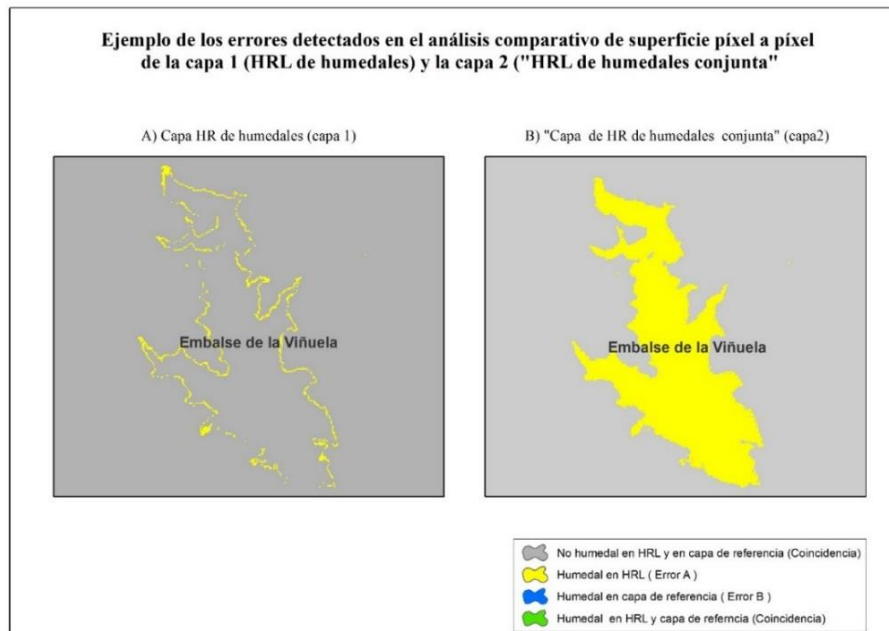 Ejemplo de los errores detectados en el análisis comparativo de superficie píxel a píxel
de la capa 1 (HRL de humedales) y la capa 2 ("HRL de humedales conjunta"
A) Capa HR de humedales (capa 1)
B) "Capa de HR de humedales conjunta" (capa2)
Embalse de la Viñuela
Embalse de la Viñuela
No humedal en HRL y en capa de referencia (Coincidencia)
Humedal en HRL ( Error A )
Humedal en capa de referencia ( Error B )
Humedal en HRL y capa de referncia (Coincidencia)